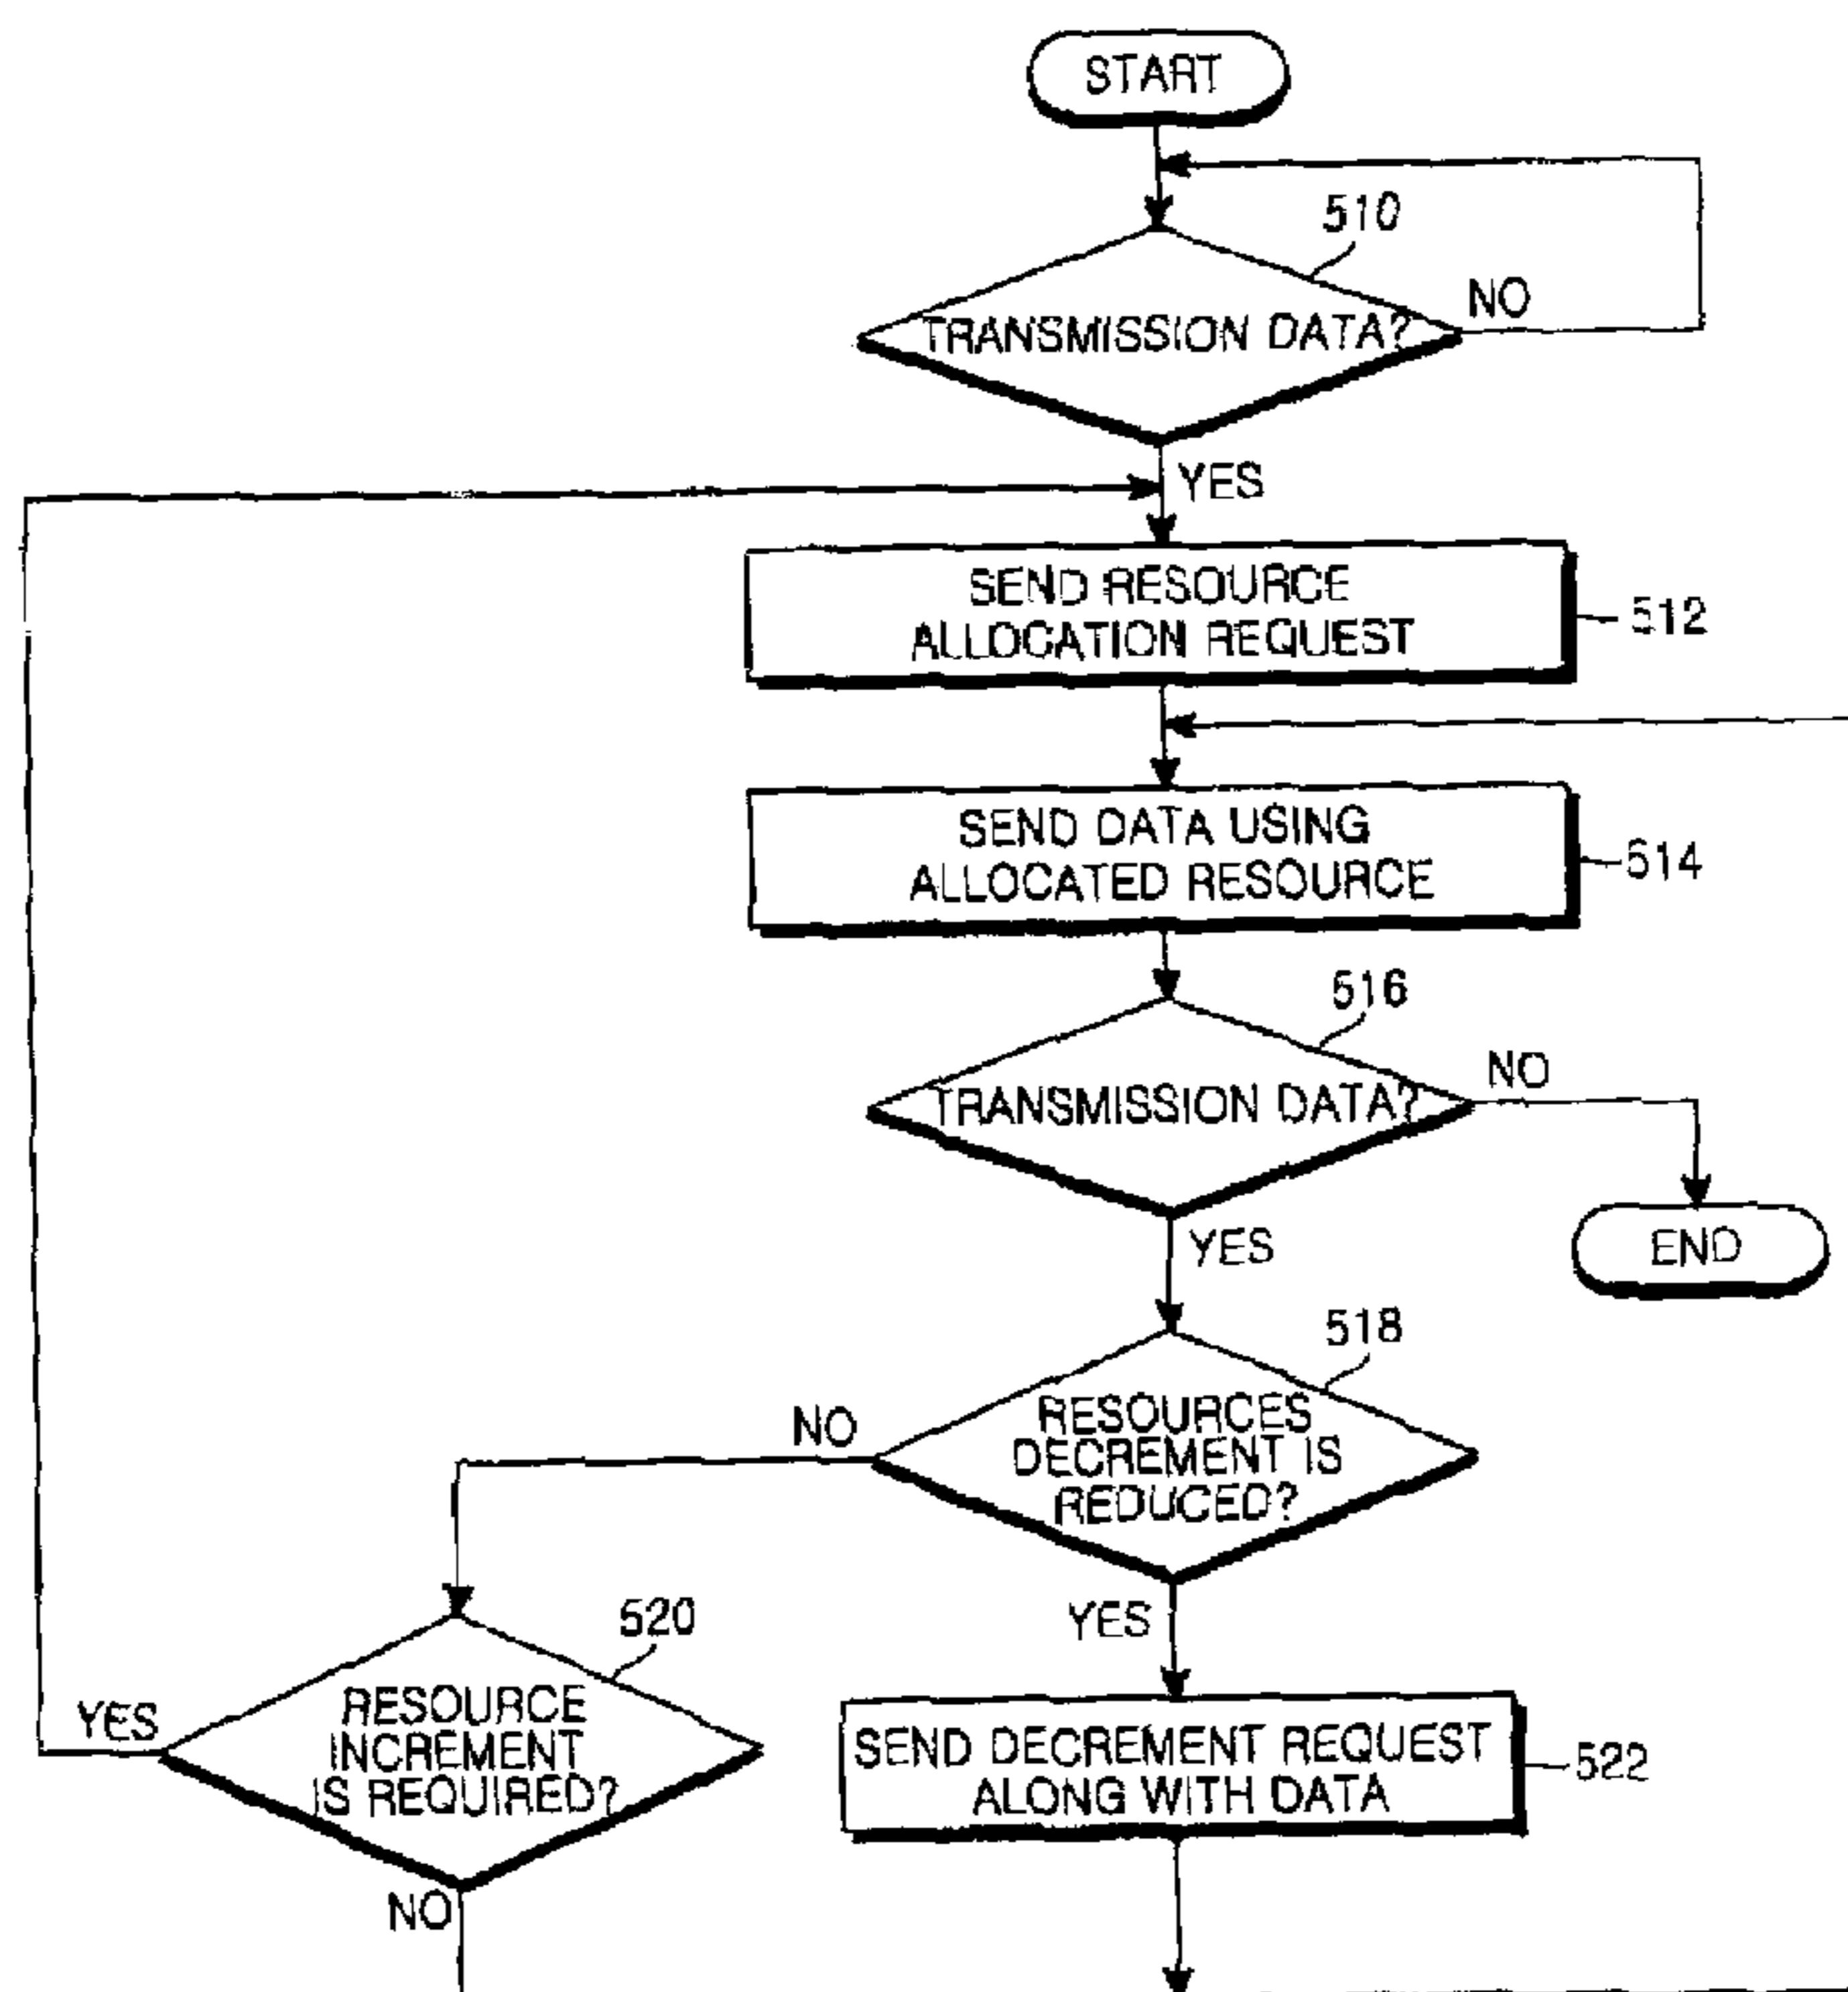 START
510
NO
TRANSMISSION DATA?
YES
SEND RESOURCE
ALLOCATION REQUEST
512
SEND DATA USING
ALLOCATED RESOURCE
514
516
NO
TRANSMISSION DATA?
YES
END
518
NO
RESOURCES
DECREMENT IS
REDUCED?
YES
520
YES
RESOURCE
INCREMENT
IS REQUIRED?
SEND DECREMENT REQUEST
ALONG WITH DATA
522
NO